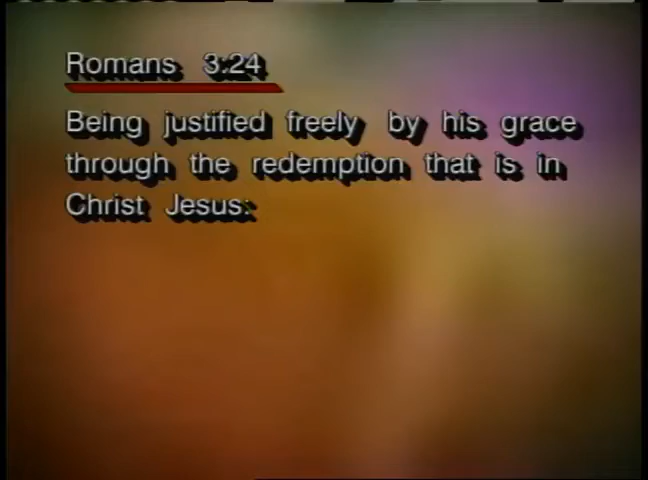 Romans 3:24
Being justified freely by his grace
through the redemption that is in
Christ Jesus: